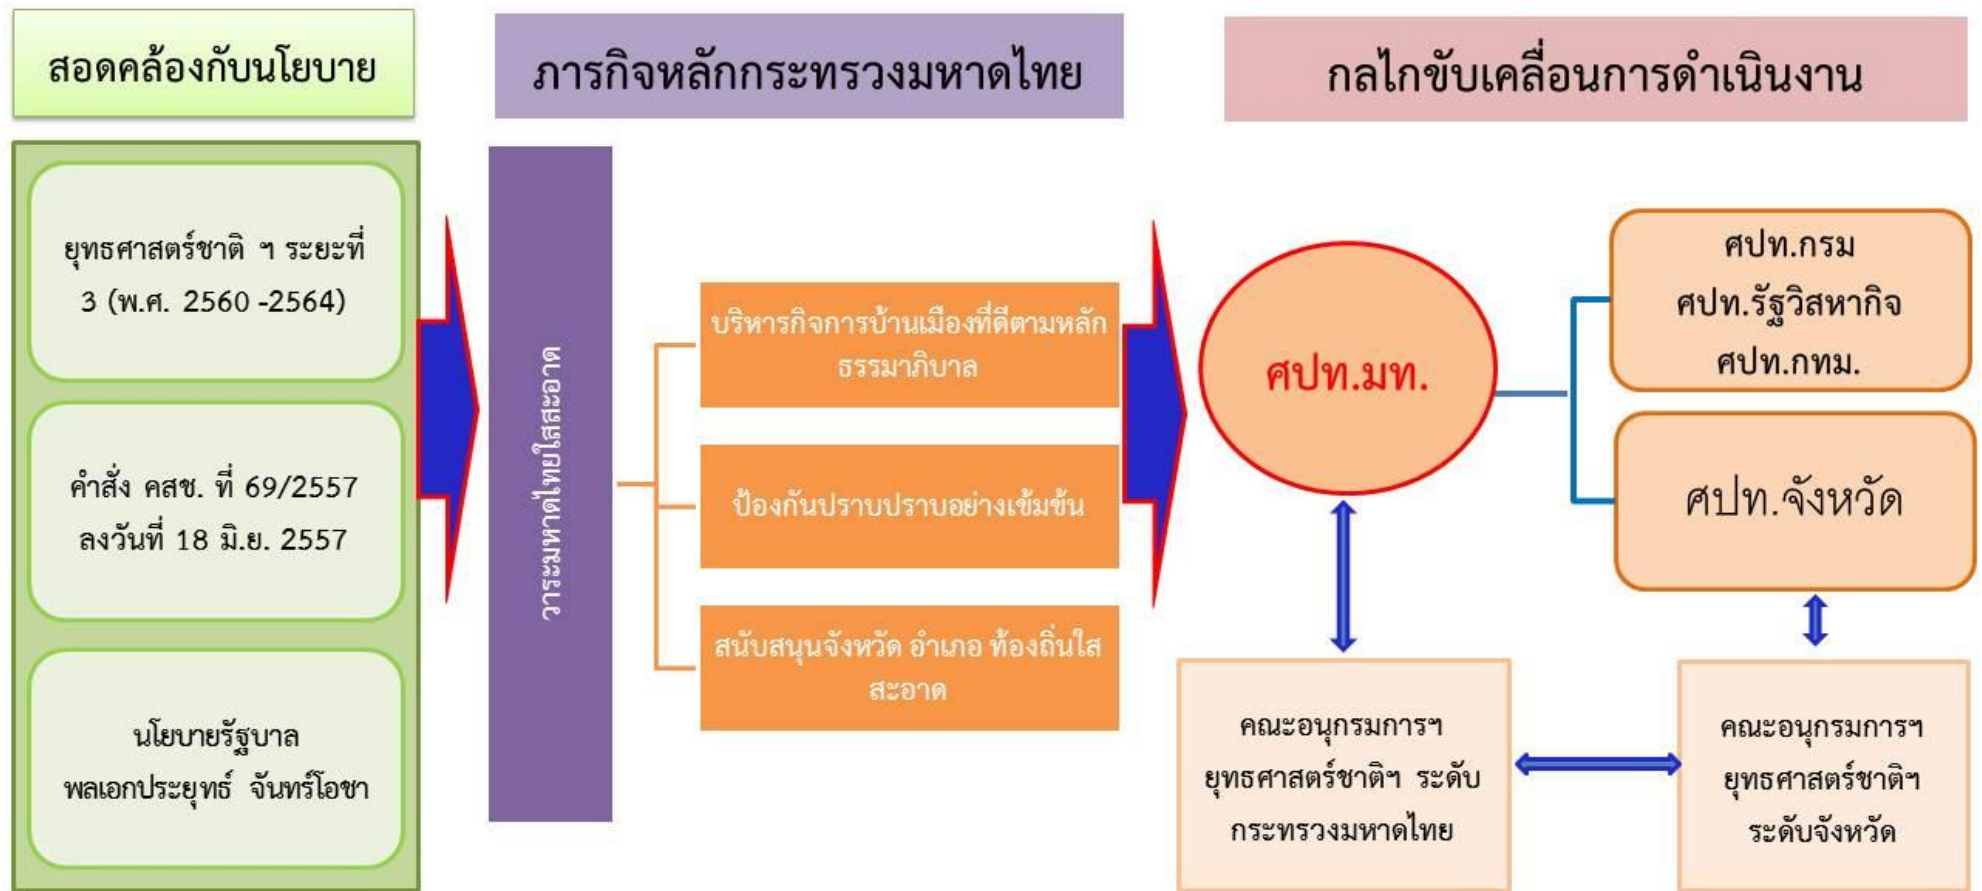 สอดคล้องกับนโยบาย
ภารกิจหลักกระทรวงมหาดไทย
กลไกขับเคลื่อนการดำเนินงาน
ยุทธศาสตร์ชาติ ฯ ระยะที่
3 (พ.ศ. 2560 -2564)
คำสั่ง คสช. ที่ 69/2557
ลงวันที่ 18 มิ.ย. 2557
นโยบายรัฐบาล
พลเอกประยุทธ์ จันทร์โอชา
วาระมหาดไทยใสสะอาด
บริหารกิจการบ้านเมืองที่ดีตามหลัก
ธรรมาภิบาล
ป้องกันปราบปราบอย่างเข้มข้น
สนับสนุนจังหวัด อำเภอ ท้องถิ่นใส
สะอาด
ศปท.มท.
ศปท.กรม
ศปท.รัฐวิสหากิจ
ศปท.กทม.
ศปท.จังหวัด
คณะอนุกรมการฯ
ยุทธศาสตร์ชาติฯ ระดับ
กระทรวงมหาดไทย
คณะอนุกรมการฯ
ยุทธศาสตร์ชาติฯ
ระดับจังหวัด